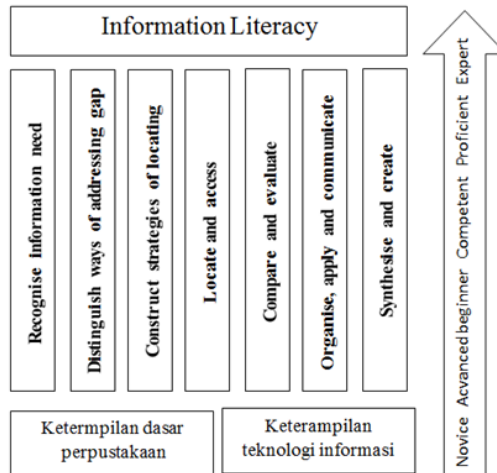 Information Literacy
Recognise information need
Distinguish ways of addressing gap
Construct strategies of locating
Locate and access
Compare and evaluate
Organise, apply and communicate
Synthesise and create
Ketermpilan dasar
perpustakaan
Keterampilan
teknologi informasi
Novice Acvanced beginner Competent Proficient Expert